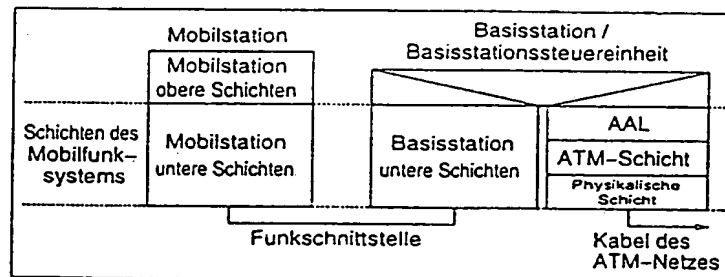 Mobilstation
Basisstation /
Basisstationssteuereinheit
Mobilstation
obere Schichten
Schichten des
Mobilfunk-
systems
Mobilstation
untere Schichten
Basisstation
untere Schichten
AAL
ATM-Schicht
Physikalische
Schicht
Funkschnittstelle
Kabel des
ATM-Netzes